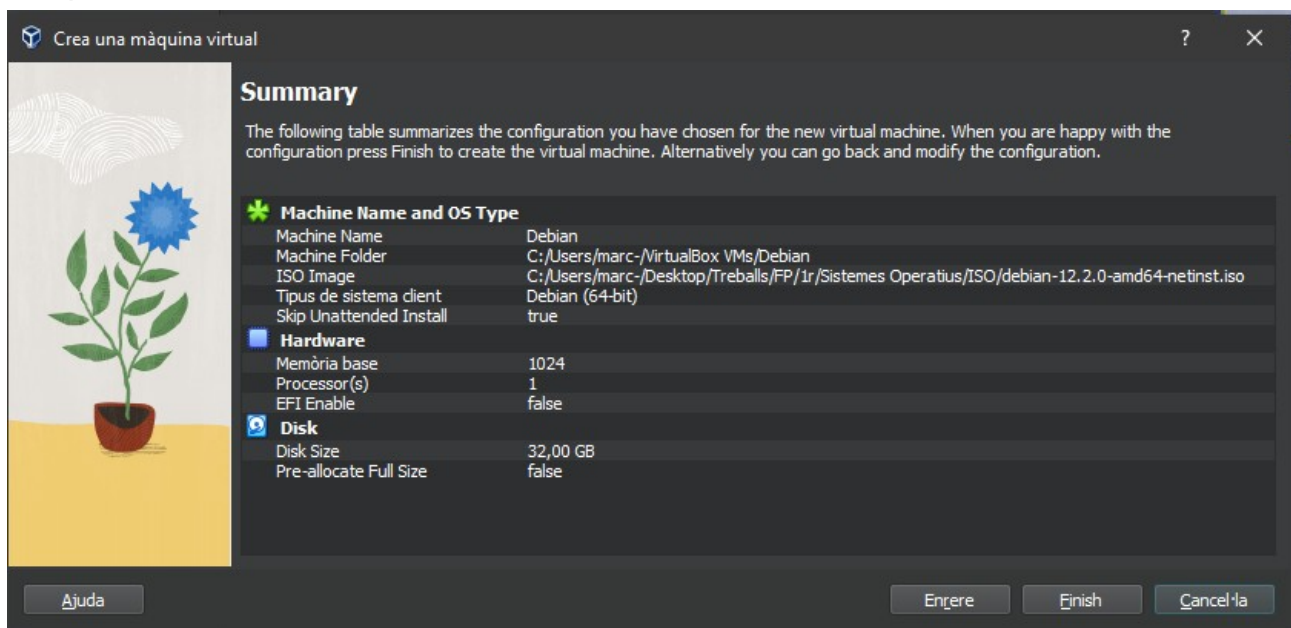 Crea una màquina virtual
?
Summary
The following table summarizes the configuration you have chosen for the new virtual machine. When you are happy with the
configuration press Finish to create the virtual machine. Alternatively you can go back and modify the configuration.
Machine Name and OS Type
Machine Name Debian
Machine Folder C:/Users/marc-/VirtualBox VMs/Debian
ISO Image C:/Users/marc-/Desktop/Treballs/FP/1r/Sistemes Operatius/ISO/debian-12.2.0-amd64-netinst.iso
Tipus de sistema client Debian (64-bit)
Skip Unattended Install true
Hardware
Memòria base 1024
Processor(s) 1
EFI Enable false
Disk
Disk Size 32,00 GB
Pre-allocate Full Size false
Ajuda Enrere Finish Cancel·la